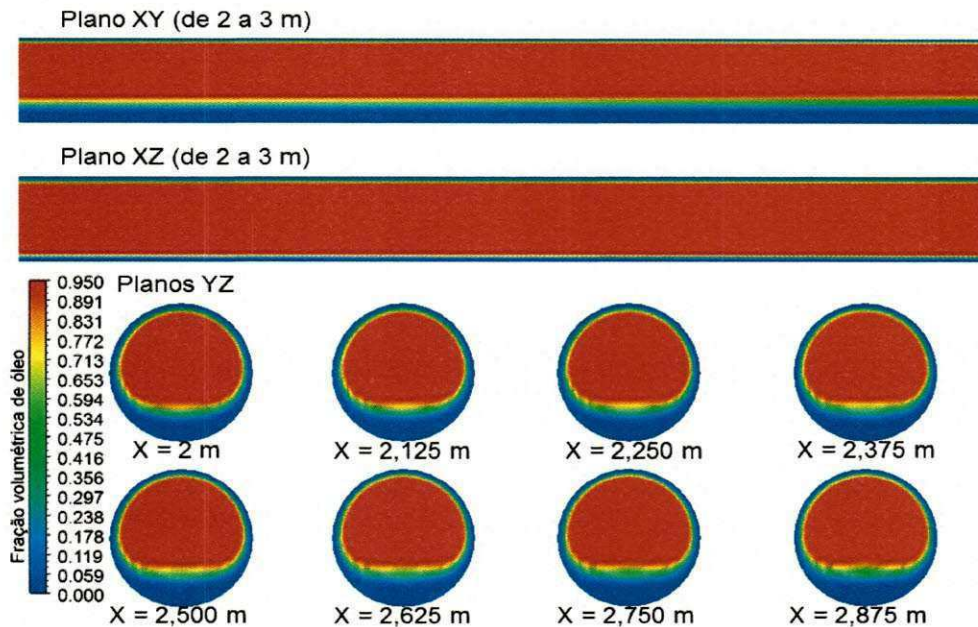 Plano XY (de 2 a 3 m)
Plano XZ (de 2 a 3 m)
Planos YZ
Fração volumétrica de óleo
0.950
0.891
0.831
0.772
0.713
0.653
0.594
0.534
0.475
0.416
0.356
0.297
0.238
0.178
0.119
0.059
0.000
X = 2 m
X = 2,125 m
X = 2,250 m
X = 2,375 m
X = 2,500 m
X = 2,625 m
X = 2,750 m
X = 2,875 m